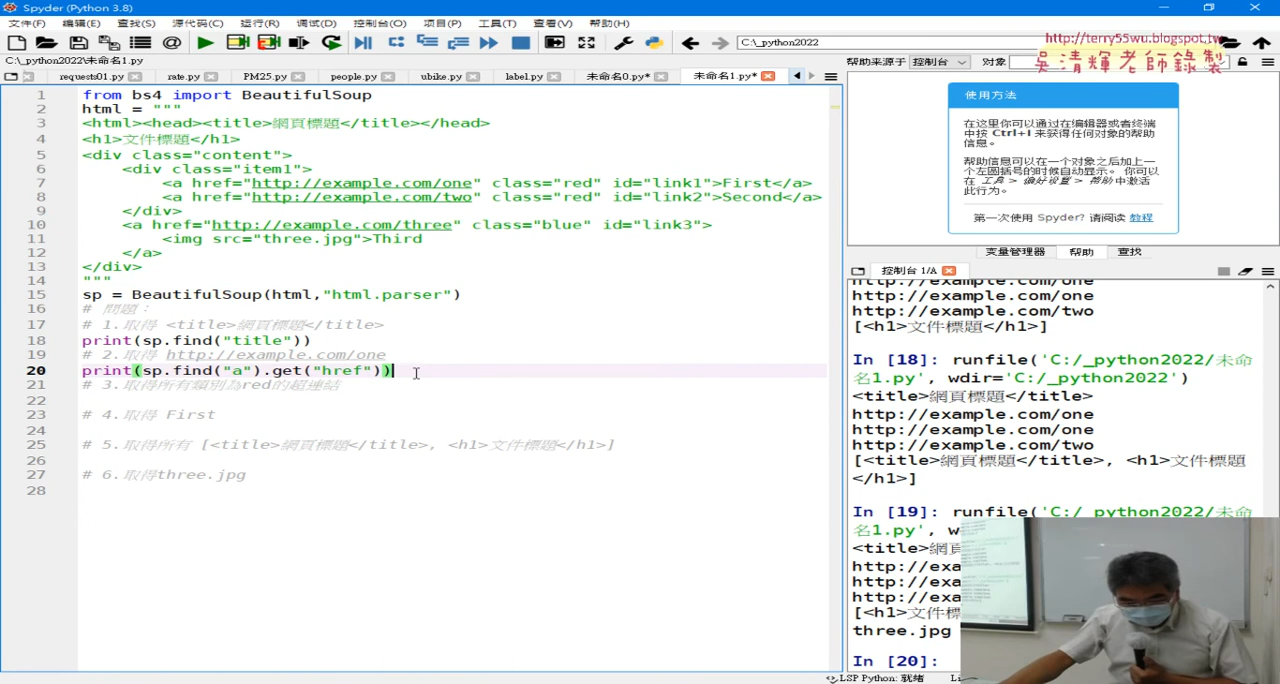 Spyder (Python 3.8)
文件(F) 编辑(E) 查找(S) 源代码(C) 运行(R) 调试(D) 控制台(O) 项目(P) 工具(T) 查看(V) 帮助(H)
C:\_python2022
http://terry55wu.blogspot.tw
吳清輝老師錄製
C:\_python2022\未命名1.py
requests01.py rate.py PM25.py people.py ubike.py label.py 未命名0.py* 未命名1.py*
1 from bs4 import BeautifulSoup
2 html = """
3 <html><head><title>網頁標題</title></head>
4 <h1>文件標題</h1>
5 <div class="content">
6 <div class="item1">
7 <a href="http://example.com/one" class="red" id="link1">First</a>
8 <a href="http://example.com/two" class="red" id="link2">Second</a>
9 </div>
10 <a href="http://example.com/three" class="blue" id="link3">
11 <img src="three.jpg">Third
12 </a>
13 </div>
14 """
15 sp = BeautifulSoup(html,"html.parser")
16 # 問題：
17 # 1.取得 <title>網頁標題</title>
18 print(sp.find("title"))
19 # 2.取得 http://example.com/one
20 print(sp.find("a").get("href"))
21 # 3.取得所有類別為red的超連結
22
23 # 4.取得 First
24
25 # 5.取得所有 [<title>網頁標題</title>, <h1>文件標題</h1>]
26
27 # 6.取得three.jpg
28
帮助来源于 控制台 对象
使用方法
在这里你可以通过在编辑器或者终端
中按 Ctrl+I 来获得任何对象的帮助
信息。
帮助信息可以在一个对象之后加上一
个左圆括号的时候自动显示。 你可以
在 工具 > 偏好设置 > 帮助 中激活
此行为。
第一次使用 Spyder? 请阅读 教程
变量管理器 帮助 查找
控制台 1/A
http://example.com/one
http://example.com/one
http://example.com/two
[<h1>文件標題</h1>]
In [18]: runfile('C:/_python2022/未命
名1.py', wdir='C:/_python2022')
<title>網頁標題</title>
http://example.com/one
http://example.com/one
http://example.com/two
[<title>網頁標題</title>, <h1>文件標題
</h1>]
In [19]: runfile('C:/_python2022/未命
名1.py',
<title>網
http://exa
http://exa
http://exa
[<h1>文件
three.jpg
In [20]:
LSP Python: 就绪